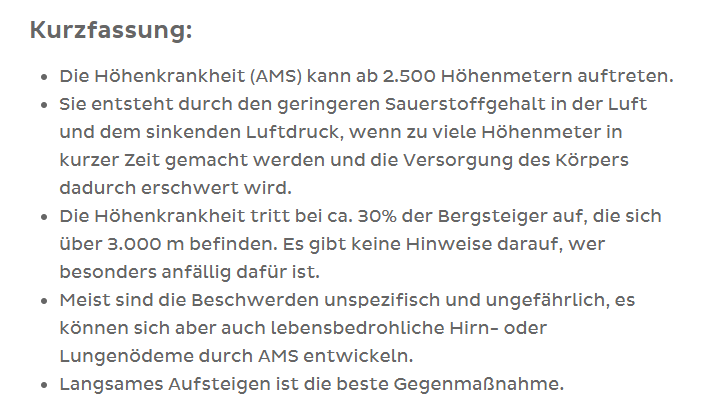 Kurzfassung:
• Die Höhenkrankheit (AMS) kann ab 2.500 Höhenmetern auftreten.
• Sie entsteht durch den geringeren Sauerstoffgehalt in der Luft
und dem sinkenden Luftdruck, wenn zu viele Höhenmeter in
kurzer Zeit gemacht werden und die Versorgung des Körpers
dadurch erschwert wird.
• Die Höhenkrankheit tritt bei ca. 30% der Bergsteiger auf, die sich
über 3.000 m befinden. Es gibt keine Hinweise darauf, wer
besonders anfällig dafür ist.
• Meist sind die Beschwerden unspezifisch und ungefährlich, es
können sich aber auch lebensbedrohliche Hirn- oder
Lungenödeme durch AMS entwickeln.
• Langsames Aufsteigen ist die beste Gegenmaßnahme.